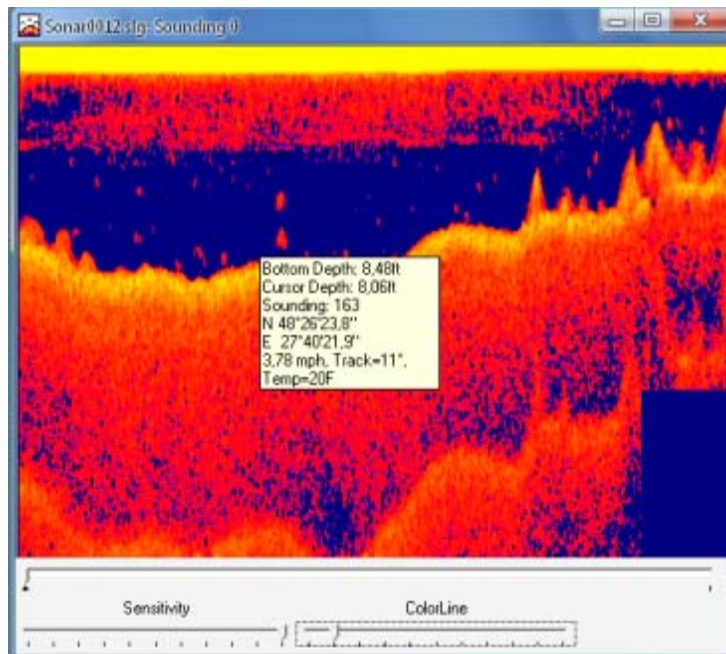 Sonar0012.slg- Sounding 0
Bottom Depth: 8,48ft
Cursor Depth: 8,06ft
Sounding: 163
N 48°26'23,8"
E 27°40'21,9"
3,78 mph, Track=11°,
Temp=20F
Sensitivity
ColorLine